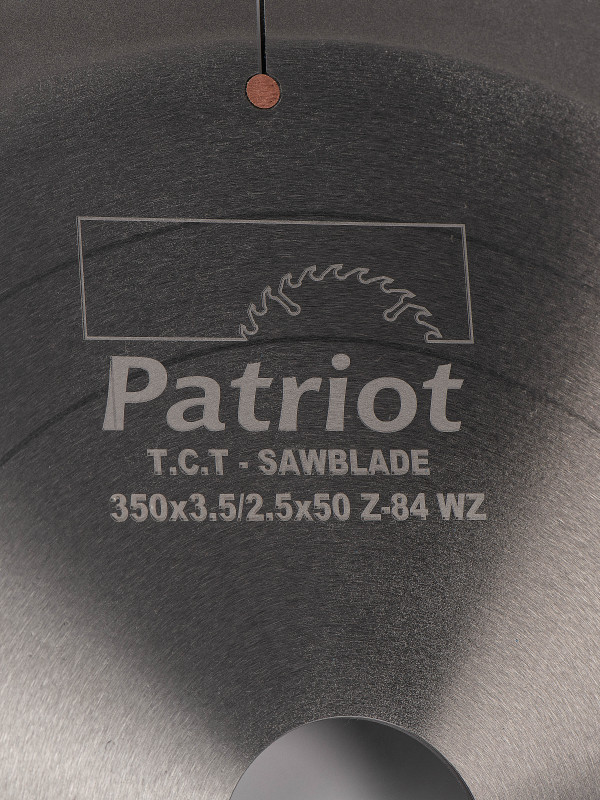 Patriot
T.C.T - SAWBLADE
350x3.5/2.5x50 Z-84 WZ